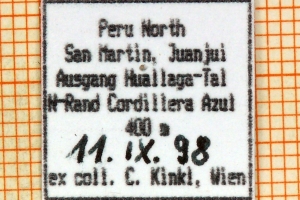 Peru North
San Martin, Juanjui
Ausgang Huallaga-Tal
N-Rand Cordillera Azul
400 m
11. IX. 98
ex coll. C. Kinkl, Wien